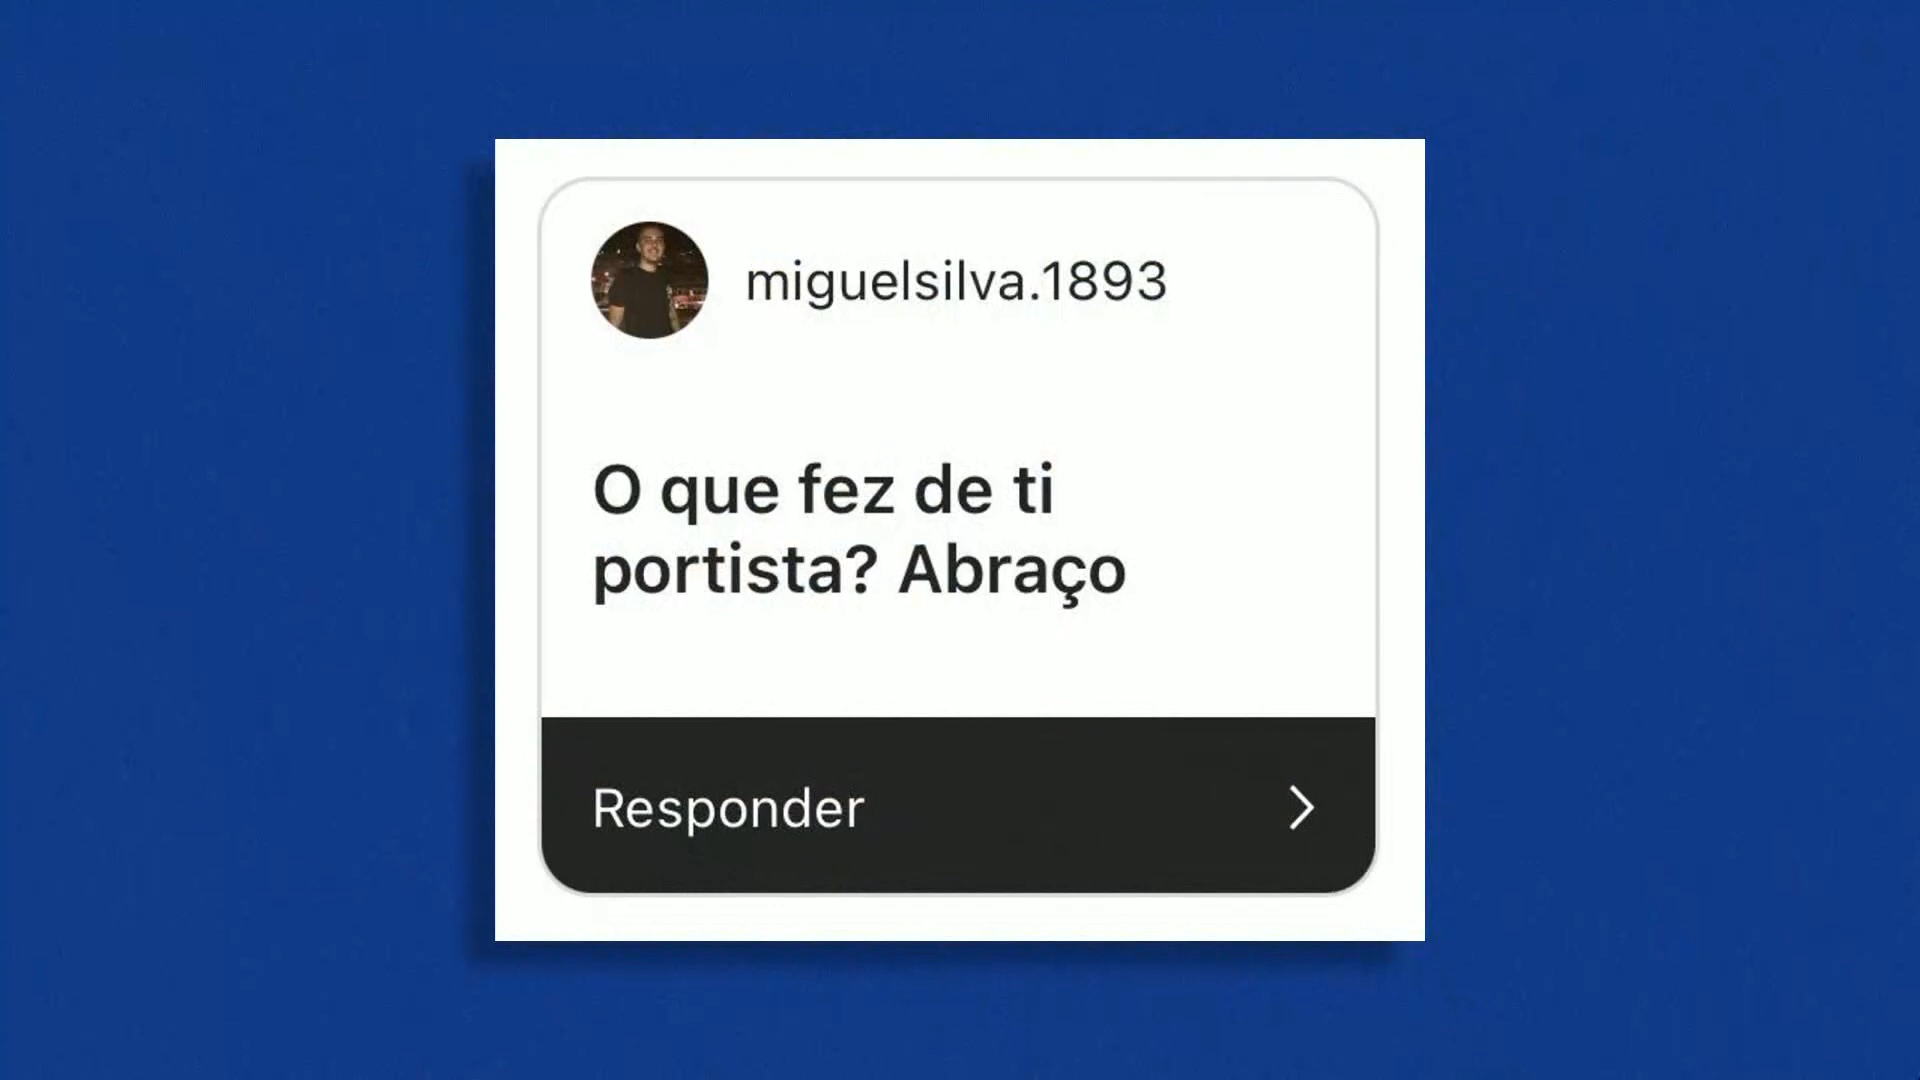 miguelsilva.1893
O que fez de ti
portista? Abraço
Responder